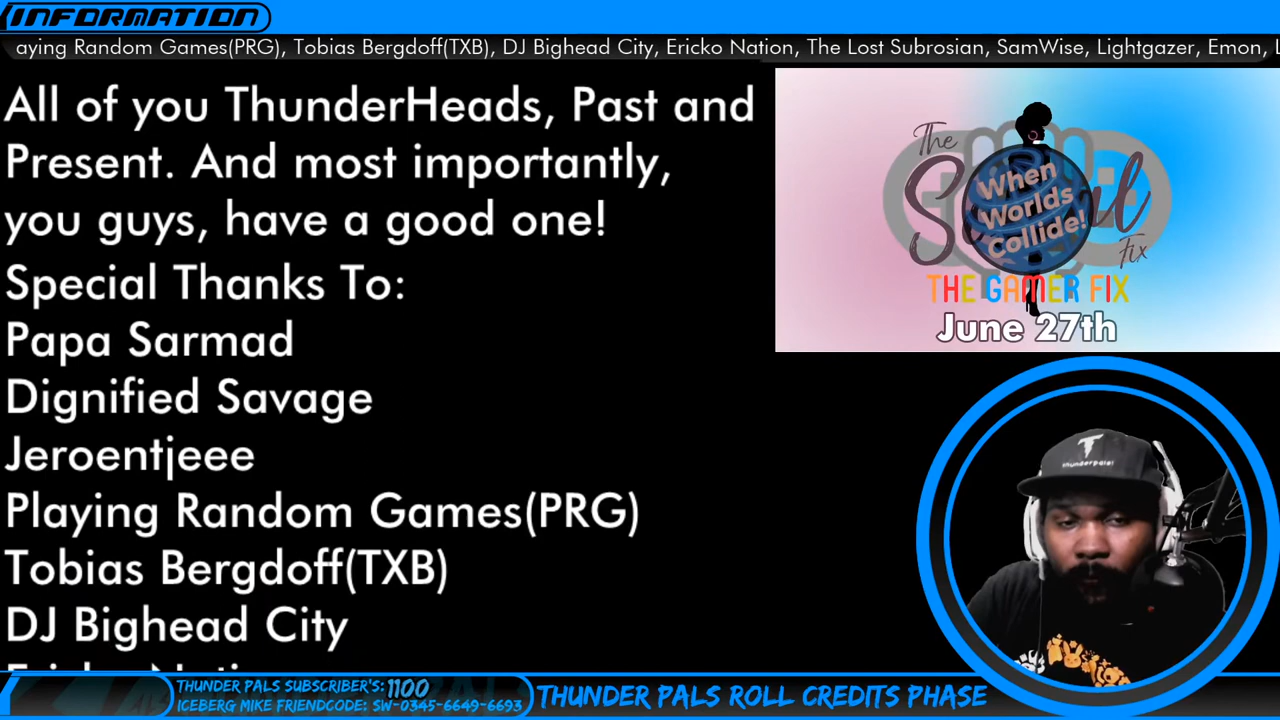 INFORMATION
aying Random Games(PRG), Tobias Bergdoff(TXB), DJ Bighead City, Ericko Nation, The Lost Subrosian, SamWise, Lightgazer, Emon, L
All of you ThunderHeads, Past and
Present. And most importantly,
you guys, have a good one!
Special Thanks To:
Papa Sarmad
Dignified Savage
Jeroentjeee
Playing Random Games(PRG)
Tobias Bergdoff(TXB)
DJ Bighead City
Ericko Nation
The
Social
Fix
When
Worlds
Collide!
THE GAMER FIX
June 27th
T
thunderpals!
THUNDER PALS SUBSCRIBER'S: 1100
ICEBERG MIKE FRIENDCODE: SW-0345-6649-6693
THUNDER PALS ROLL CREDITS PHASE